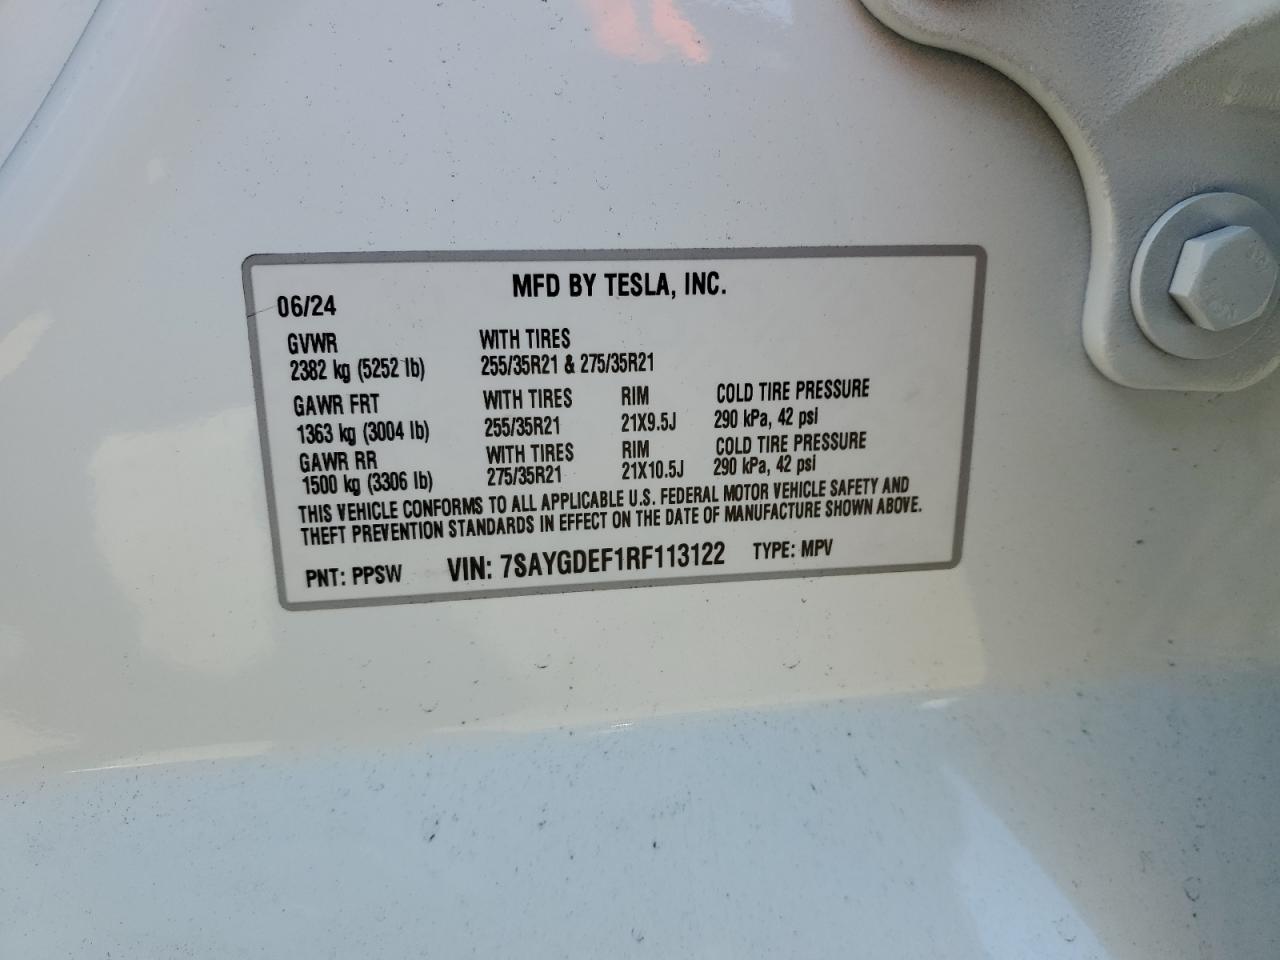 MFD BY TESLA, INC.
06/24
GVWR WITH TIRES
2382 kg (5252 lb) 255/35R21 & 275/35R21
GAWR FRT WITH TIRES RIM COLD TIRE PRESSURE
1363 kg (3004 lb) 255/35R21 21X9.5J 290 kPa, 42 psi
GAWR RR WITH TIRES RIM COLD TIRE PRESSURE
1500 kg (3306 lb) 275/35R21 21X10.5J 290 kPa, 42 psi
THIS VEHICLE CONFORMS TO ALL APPLICABLE U.S. FEDERAL MOTOR VEHICLE SAFETY AND
THEFT PREVENTION STANDARDS IN EFFECT ON THE DATE OF MANUFACTURE SHOWN ABOVE.
PNT: PPSW VIN: 7SAYGDEF1RF113122 TYPE: MPV